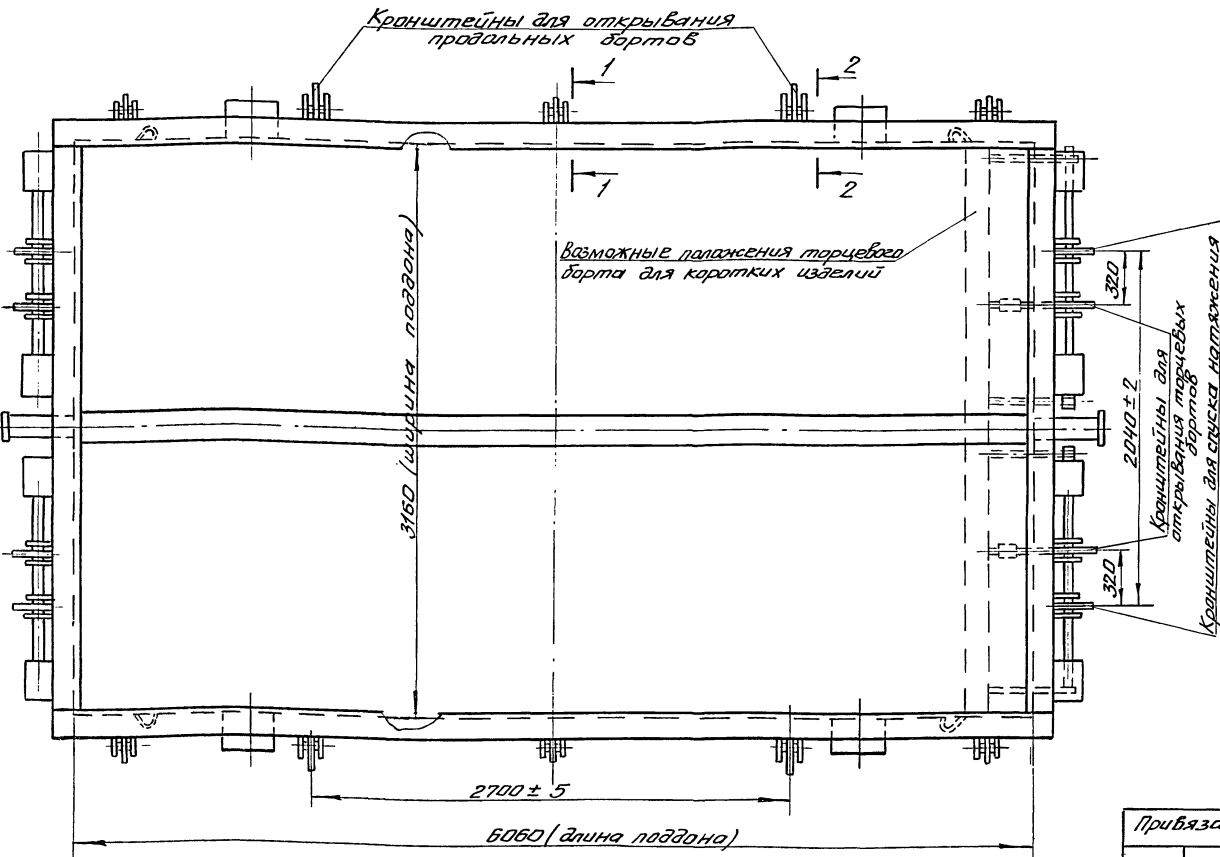 Кронштейны для открывания
продольных бортов
1
2
1
2
Возможные положения торцевого
борта для коротких изделий
3160 (ширина поддона)
320
2040±2
320
Кронштейны для
открывания торцевых
бортов
Кронштейны для спуска натяжения
2700±5
6060 (длина поддона)
Привяза